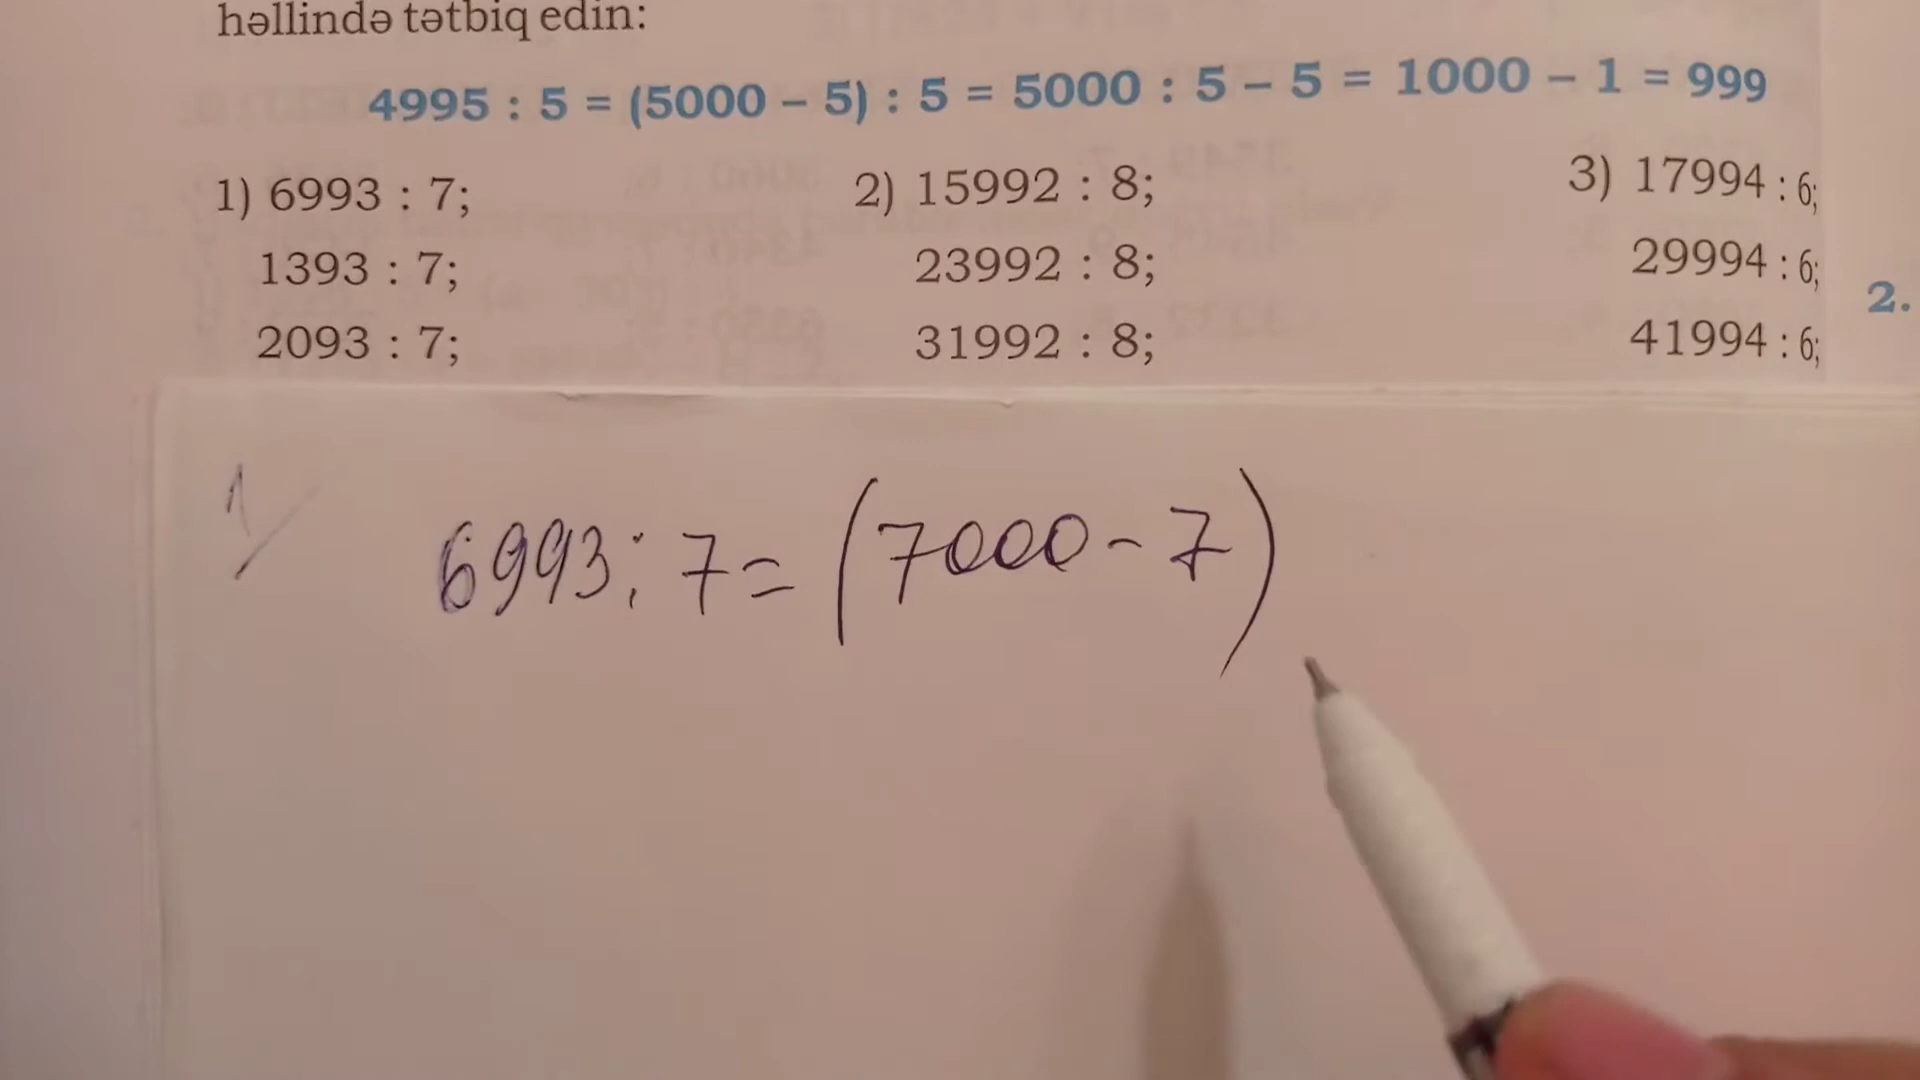 həllində tətbiq edin:
4995 : 5 = (5000 – 5) : 5 = 5000 : 5 – 5 = 1000 – 1 = 999
1) 6993 : 7; 2) 15992 : 8; 3) 17994 : 6;
1393 : 7; 23992 : 8; 29994 : 6;
2.
2093 : 7; 31992 : 8; 41994 : 6;
1/
6993 : 7 = (7000 - 7)